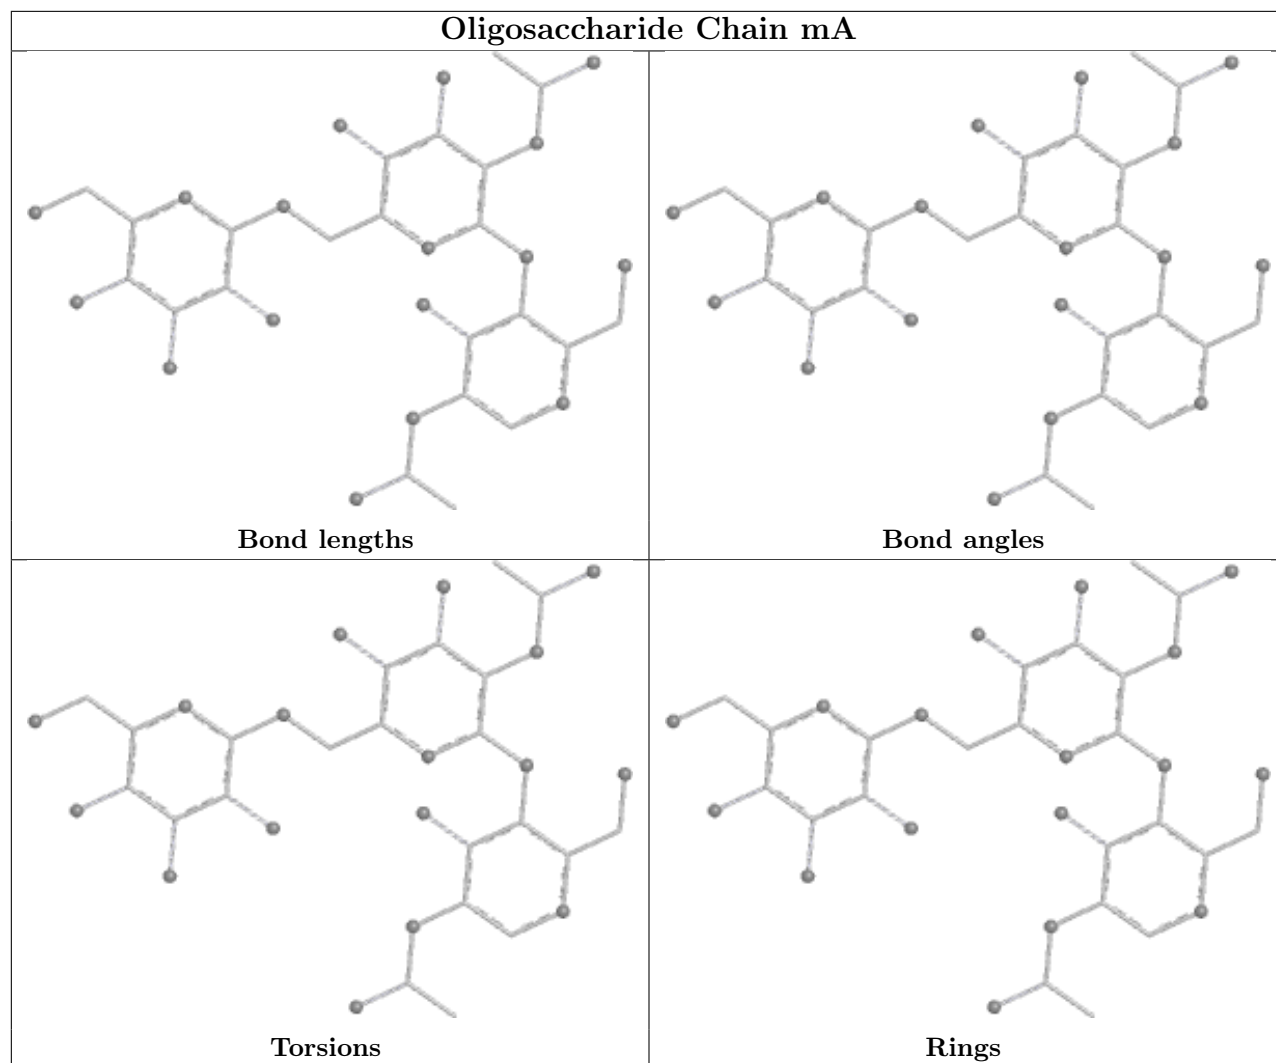 Oligosaccharide Chain mA
Bond lengths
Bond angles
Torsions
Rings